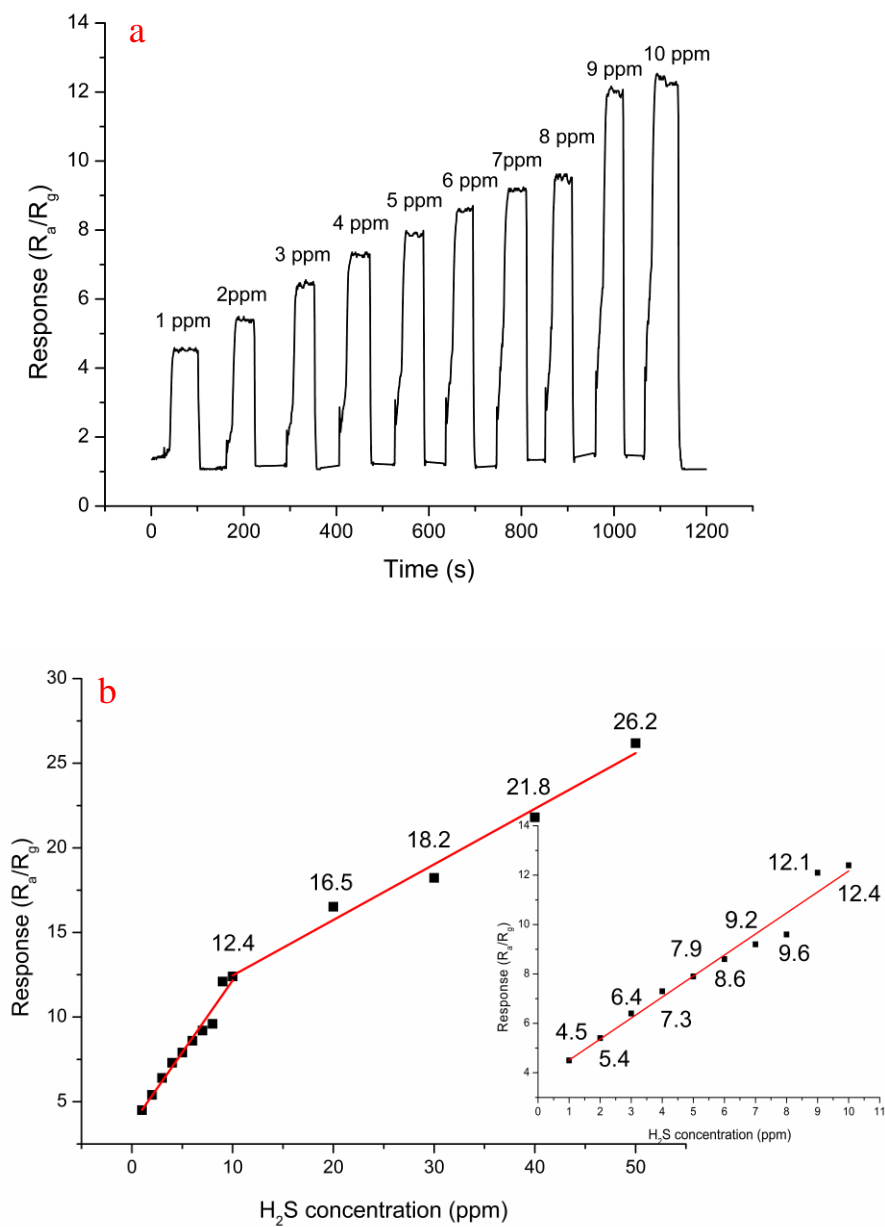 a
14
12
10
8
6
4
2
0
Response (Ra/Rg)
1 ppm
2ppm
3 ppm
4 ppm
5 ppm
6 ppm
7ppm
8 ppm
9 ppm
10 ppm
0 200 400 600 800 1000 1200
Time (s)
b
30
25
20
15
10
5
Response (Ra/Rg)
12.4
16.5
18.2
21.8
26.2
0 10 20 30 40 50
H2S concentration (ppm)
14
12
10
8
6
4
Response (Ra/Rg)
4.5
5.4
6.4
7.3
7.9
8.6
9.2
9.6
12.1
12.4
0 1 2 3 4 5 6 7 8 9 10 11
H2S concentration (ppm)